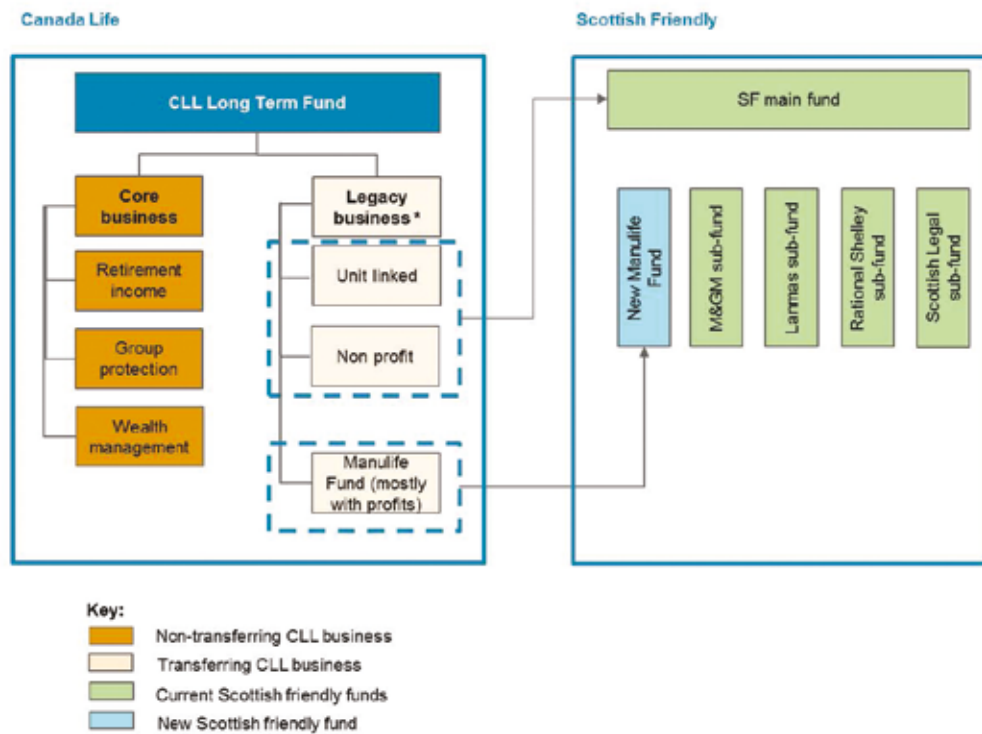 Canada Life
Scottish Friendly
CLL Long Term Fund
SF main fund
Core
business
Legacy
business *
Retirement
income
Unit linked
Group
protection
Non profit
Wealth
management
Manulife
Fund (mostly
with profits)
New Manulife
Fund
M&GM sub-fund
Lanmas sub-fund
Rational Shelley
sub-fund
Scottish Legal
sub-fund
Key:
Non-transferring CLL business
Transferring CLL business
Current Scottish friendly funds
New Scottish friendly fund